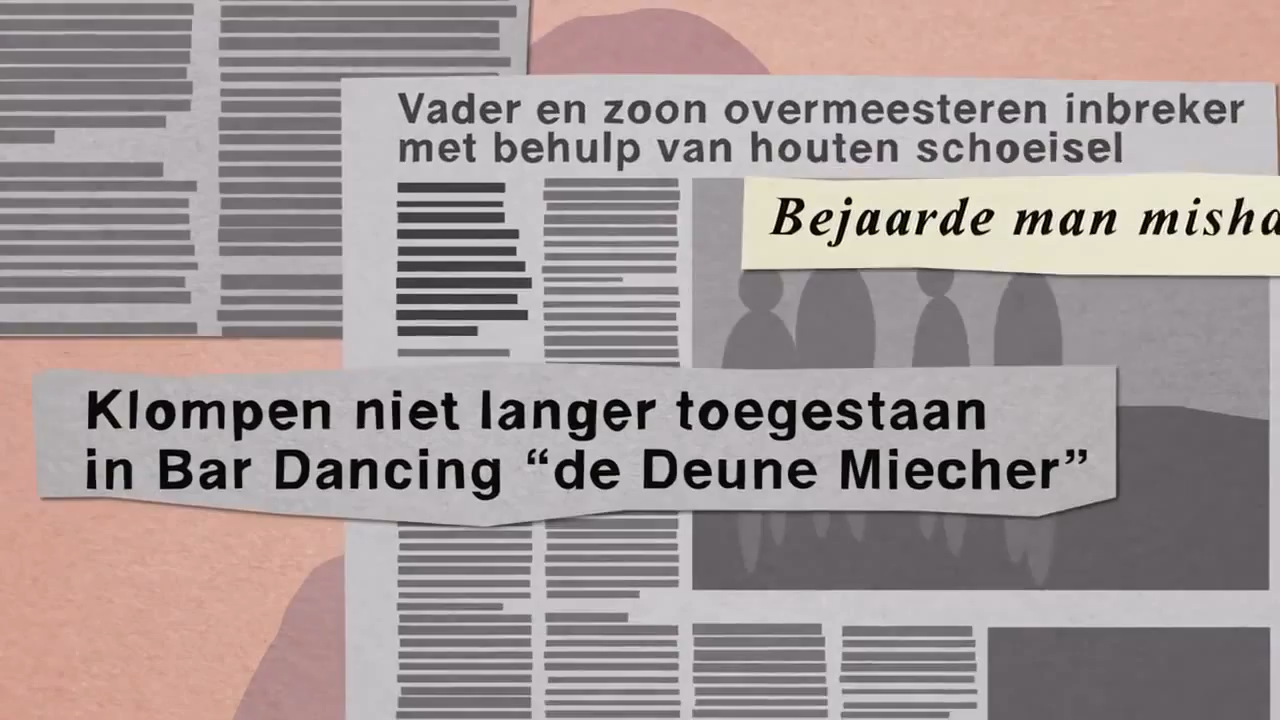 Vader en zoon overmeesteren inbreker
met behulp van houten schoeisel
Bejaarde man misha
Klompen niet langer toegestaan
in Bar Dancing “de Deune Miecher”